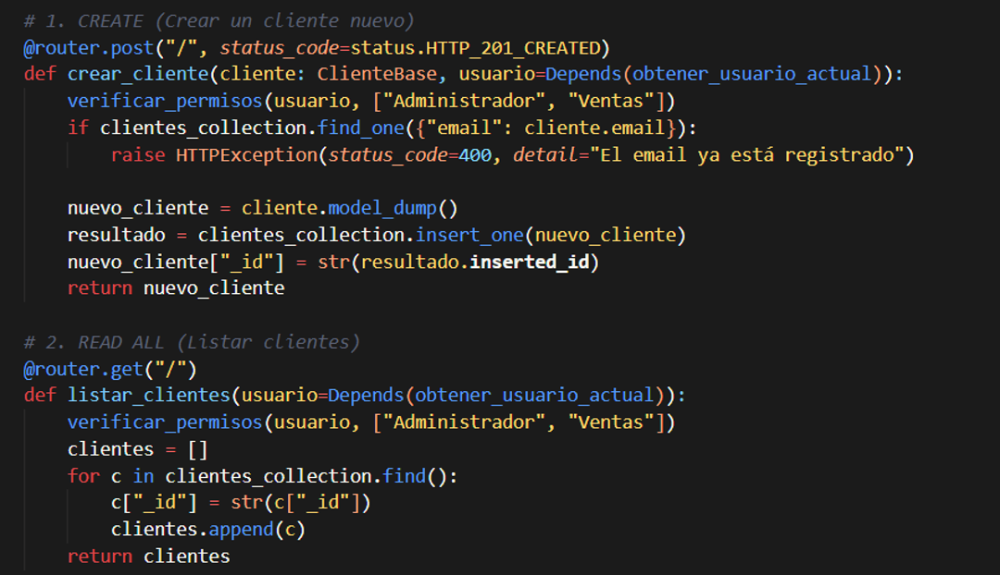 # 1. CREATE (Crear un cliente nuevo)
@router.post("/", status_code=status.HTTP_201_CREATED)
def crear_cliente(cliente: ClienteBase, usuario=Depends(obtener_usuario_actual)):
    verificar_permisos(usuario, ["Administrador", "Ventas"])
    if clientes_collection.find_one({"email": cliente.email}):
        raise HTTPException(status_code=400, detail="El email ya está registrado")

    nuevo_cliente = cliente.model_dump()
    resultado = clientes_collection.insert_one(nuevo_cliente)
    nuevo_cliente["_id"] = str(resultado.inserted_id)
    return nuevo_cliente

# 2. READ ALL (Listar clientes)
@router.get("/")
def listar_clientes(usuario=Depends(obtener_usuario_actual)):
    verificar_permisos(usuario, ["Administrador", "Ventas"])
    clientes = []
    for c in clientes_collection.find():
        c["_id"] = str(c["_id"])
        clientes.append(c)
    return clientes